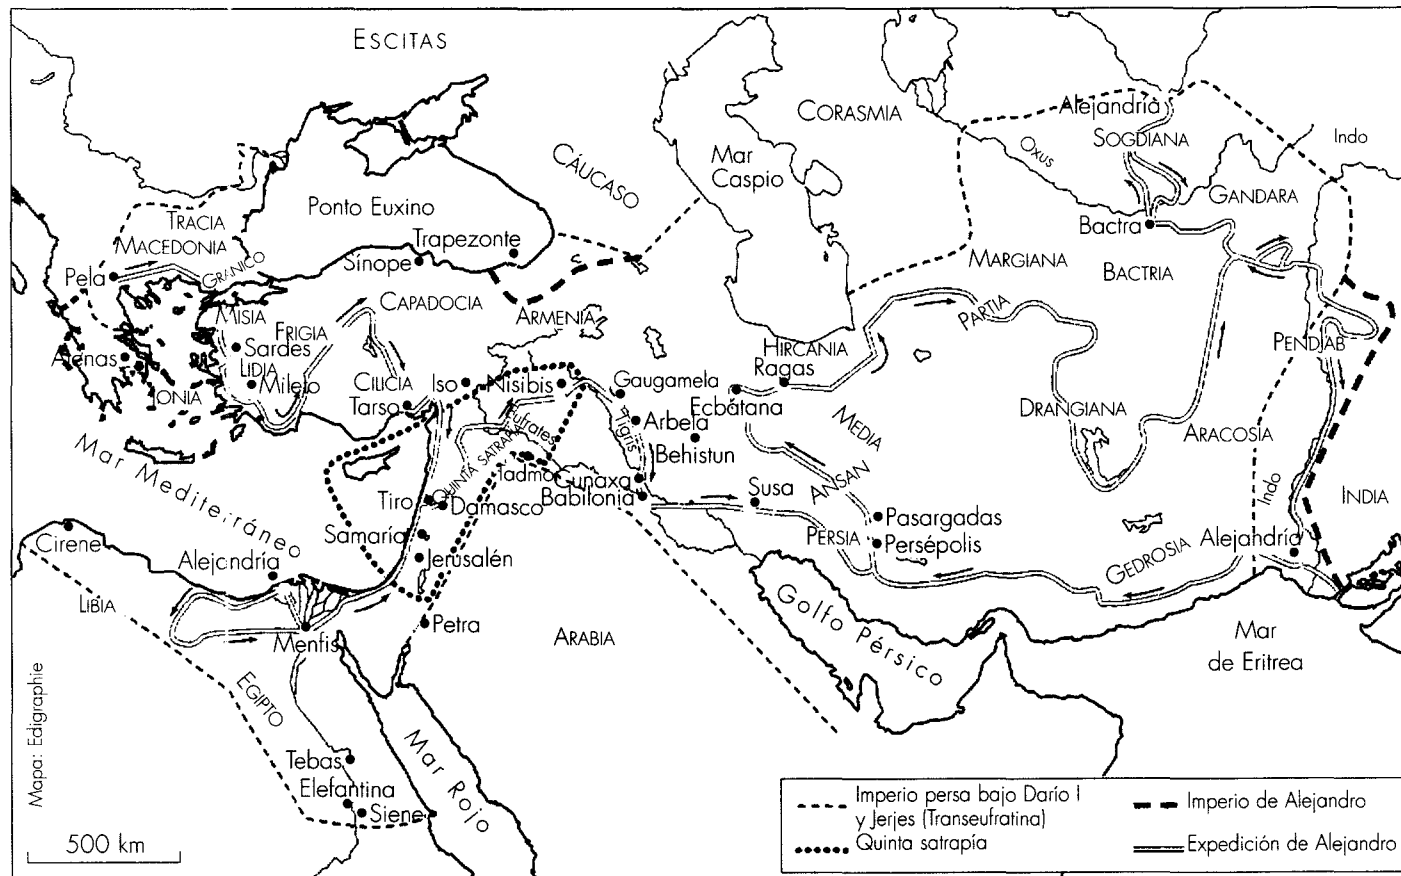 ESCITAS
CORASMIA
Alejandría
SOGDIANA
Oxus
Indo
CÁUCASO
Mar
Caspio
GANDARA
TRACIA
MACEDONIA
Ponto Euxino
Trapezonte
Bactra
Pela
GRÁNICO
Sínope
MARGIANA
BACTRIA
MISIA
FRIGIA
CAPADOCIA
ARMENIA
PARTIA
Atenas
Sardes
LIDIA
Mileto
IONIA
CILICIA
Tarso
Iso
Nisibis
Gaugamela
HIRCANIA
Ragas
Ecbátana
PENDJAB
Eufrates
Tigris
Arbela
Behistun
MEDIA
DRANGIANA
ARACOSIA
Mar Mediterráneo
QUINTA SATRAPÍA
Tadmo
Cunaxa
Babilonia
Susa
ANSAN
Indo
INDIA
Tiro
Damasco
Pasargadas
Persépolis
PERSIA
Cirene
Alejandría
Samaría
Jerusalén
GEDROSIA
Alejandría
LIBIA
Menfis
Petra
ARABIA
Golfo Pérsico
Mar
de Eritrea
EGIPTO
Mar Rojo
Tebas
Elefantina
Siene
Mapa: Edigraphie
500 km
Imperio persa bajo Darío I
y Jerjes (Transeufratina)
Quinta satrapía
Imperio de Alejandro
Expedición de Alejandro